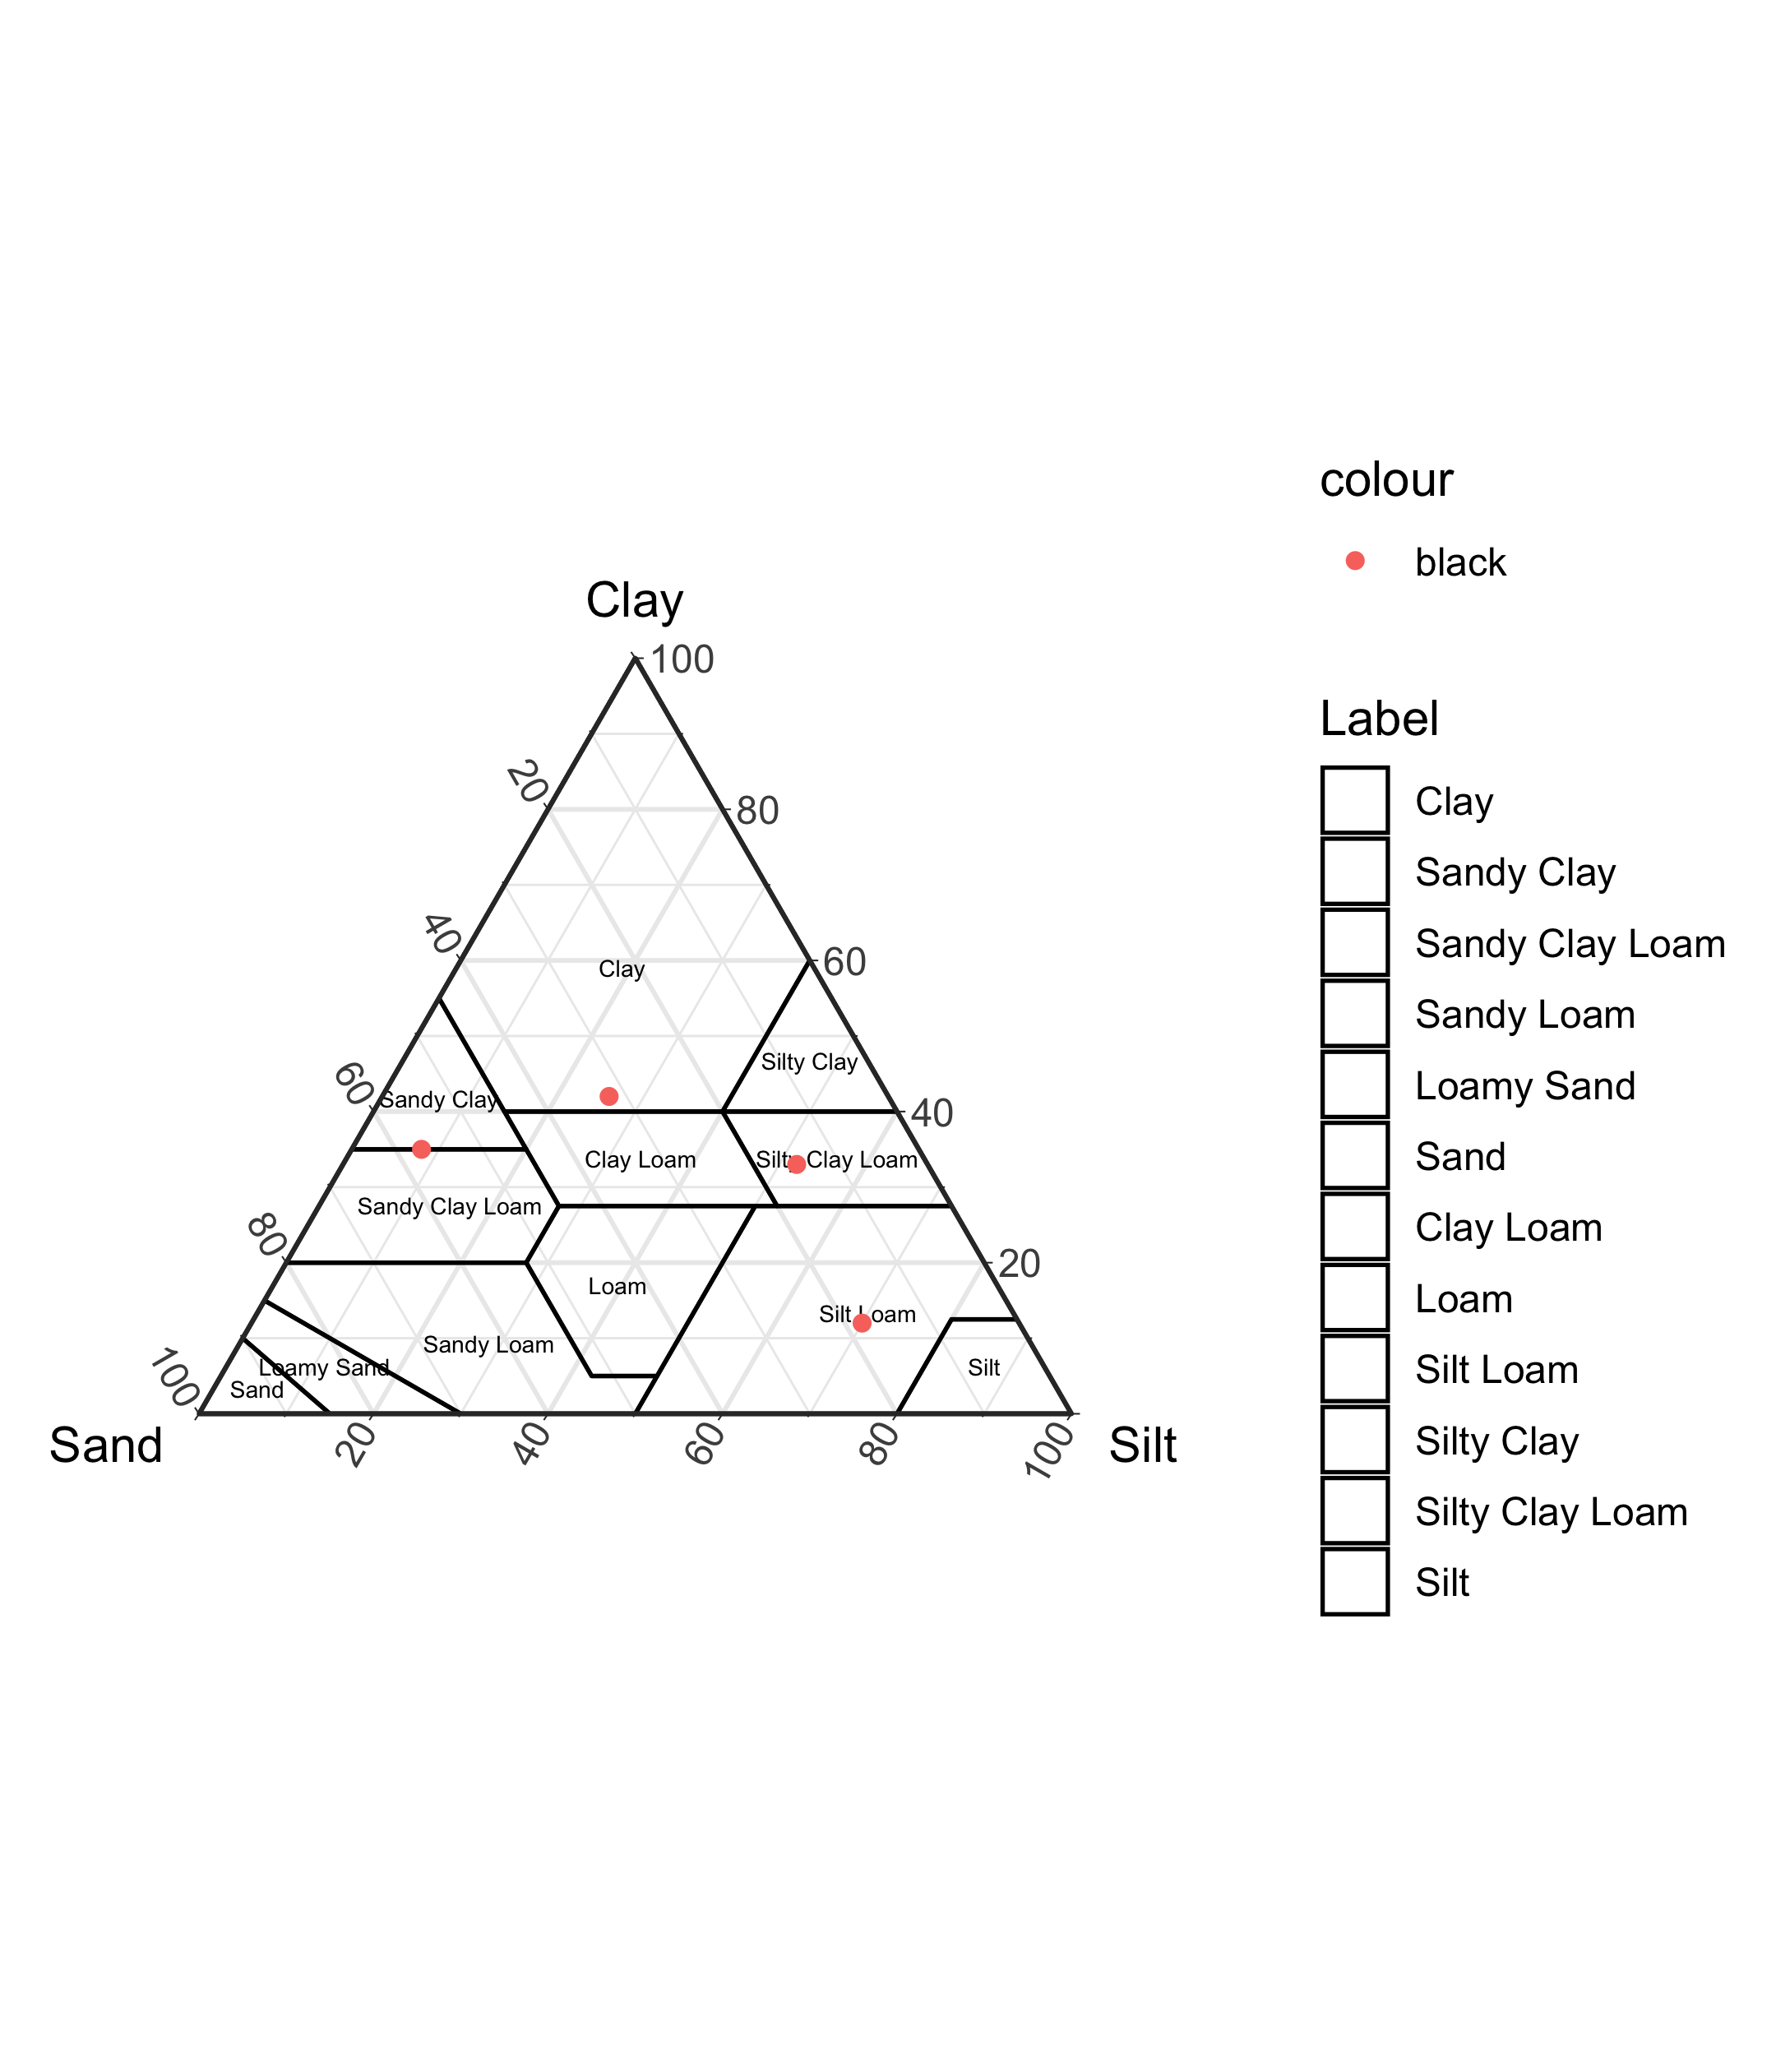 colour
black
Clay
100
20
80
Label
Clay
Sandy Clay
40
60
Clay
Sandy Clay Loam
Sandy Loam
Silty Clay
60
Sandy Clay
40
Loamy Sand
Clay Loam
Silty Clay Loam
Sand
Sandy Clay Loam
80
Clay Loam
20
Loam
Silt Loam
Loam
Sandy Loam
100
Loamy Sand
Silt
Silt Loam
Sand
Sand
20
40
60
80
100
Silt
Silty Clay
Silty Clay Loam
Silt